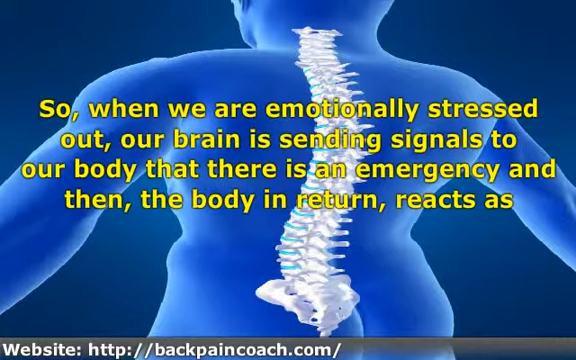 So, when we are emotionally stressed
out, our brain is sending signals to
our body that there is an emergency and
then, the body in return, reacts as
Website: http://backpaincoach.com/